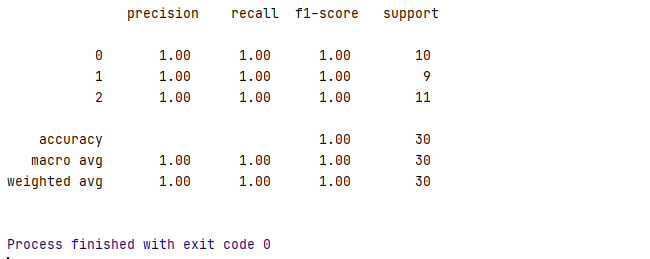 precision recall f1-score support
0 1.00 1.00 1.00 10
1 1.00 1.00 1.00 9
2 1.00 1.00 1.00 11
accuracy 1.00 30
macro avg 1.00 1.00 1.00 30
weighted avg 1.00 1.00 1.00 30
Process finished with exit code 0